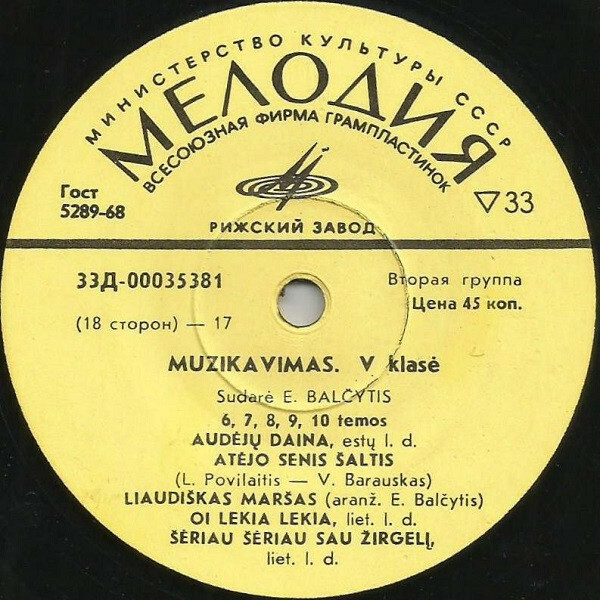 МИНИСТЕРСТВО КУЛЬТУРЫ СССР
МЕЛОДИЯ
ВСЕСОЮЗНАЯ ФИРМА ГРАМПЛАСТИНОК
Гост
5289-68
▽33
РИЖСКИЙ ЗАВОД
33Д-00035381
Вторая группа
Цена 45 коп.
(18 сторон) — 17
MUZIKAVIMAS. V klasė
Sudarė E. BALČYTIS
6, 7, 8, 9, 10 temos
AUDĖJŲ DAINA, estų l. d.
ATĖJO SENIS ŠALTIS
(L. Povilaitis — V. Barauskas)
LIAUDIŠKAS MARŠAS (aranž. E. Balčytis)
OI LEKIA LEKIA, liet. l. d.
ŠĖRIAU ŠĖRIAU SAU ŽIRGELĮ,
liet. l. d.